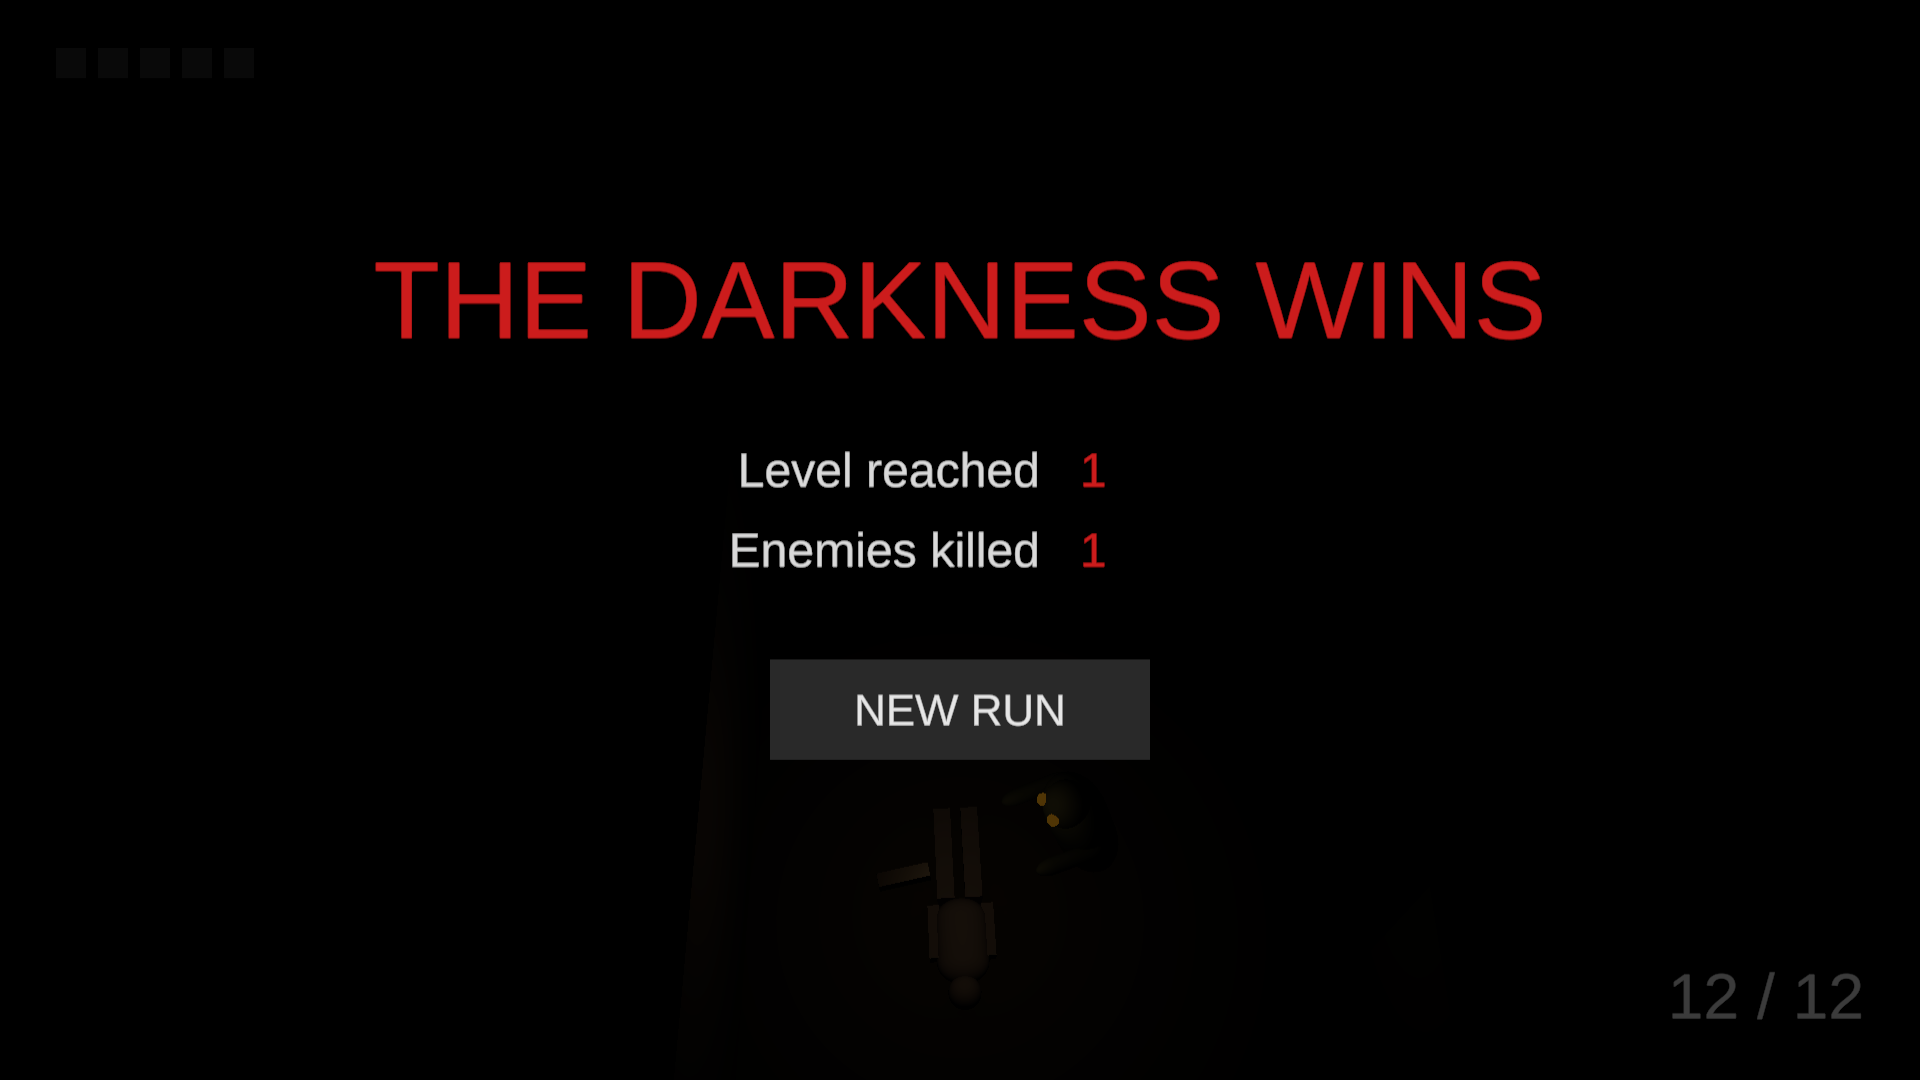 THE DARKNESS WINS
Level reached 1
Enemies killed 1
NEW RUN
12 / 12